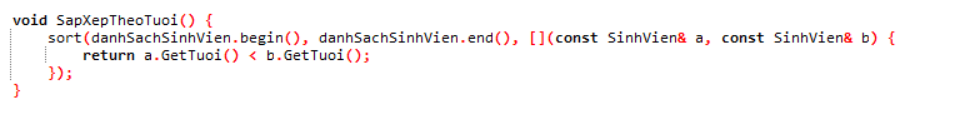 void SapXepTheoTuoi() {
    sort(danhSachSinhVien.begin(), danhSachSinhVien.end(), [](const SinhVien& a, const SinhVien& b) {
        return a.GetTuoi() < b.GetTuoi();
    });
}